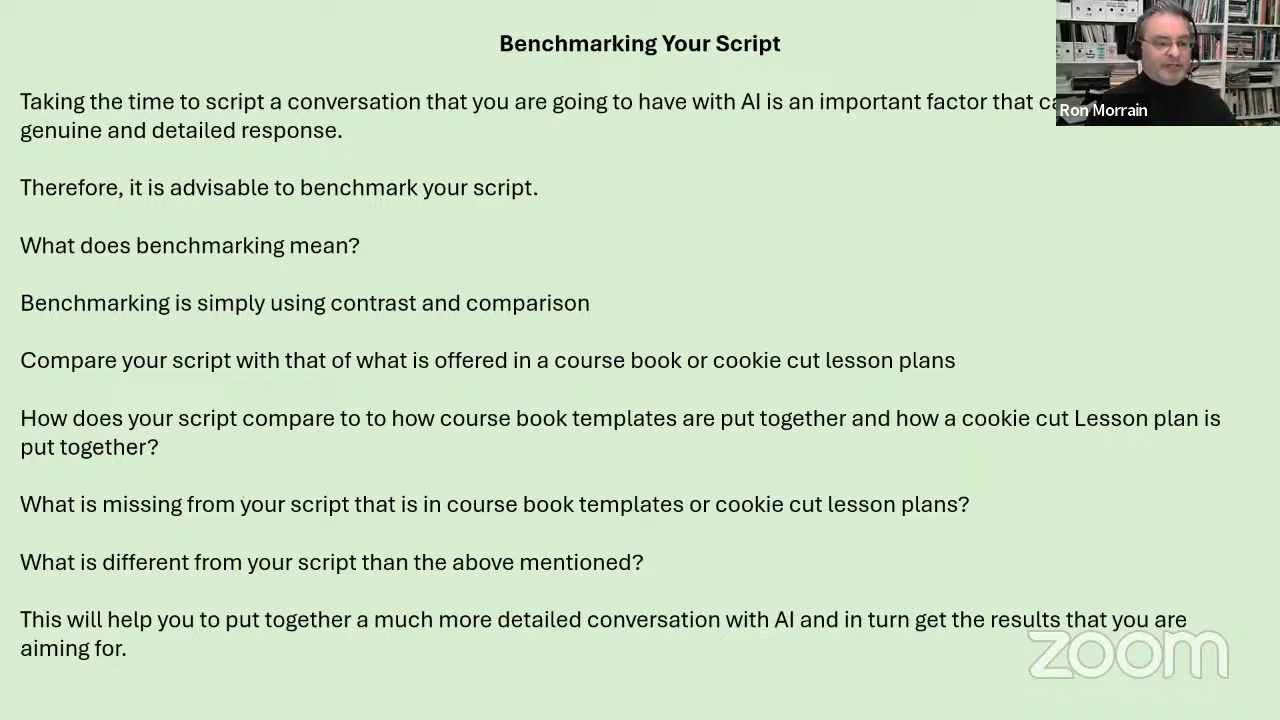 Benchmarking Your Script
Taking the time to script a conversation that you are going to have with AI is an important factor that
genuine and detailed response.
Therefore, it is advisable to benchmark your script.
What does benchmarking mean?
Benchmarking is simply using contrast and comparison
Compare your script with that of what is offered in a course book or cookie cut lesson plans
How does your script compare to to how course book templates are put together and how a cookie cut Lesson plan is
put together?
What is missing from your script that is in course book templates or cookie cut lesson plans?
What is different from your script than the above mentioned?
This will help you to put together a much more detailed conversation with AI and in turn get the results that you are
aiming for.
Ron Morrain
zoom